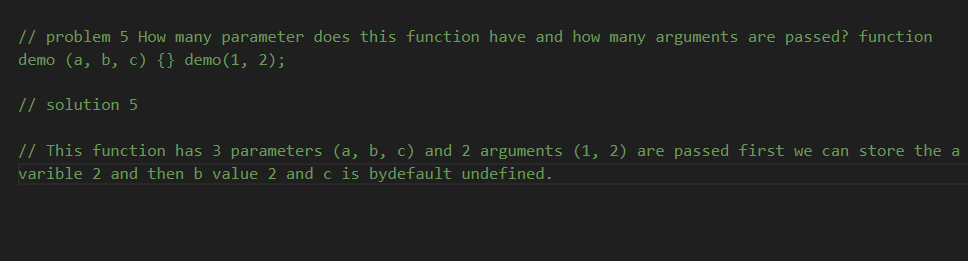 // problem 5 How many parameter does this function have and how many arguments are passed? function
demo (a, b, c) {} demo(1, 2);
// solution 5
// This function has 3 parameters (a, b, c) and 2 arguments (1, 2) are passed first we can store the a
varible 2 and then b value 2 and c is bydefault undefined.